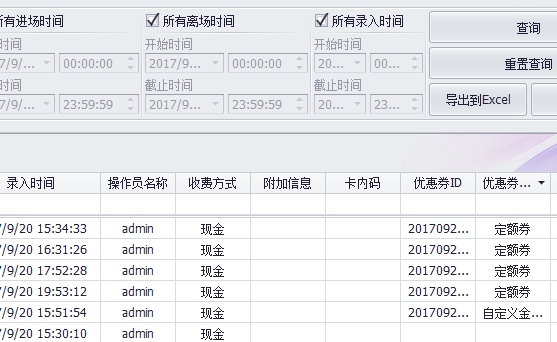 所有进场时间 所有离场时间 所有录入时间 查询
时间 开始时间 开始时间
7/9/... 00:00:00 2017/9... 00:00:00 20... 00... 重置查询
时间 截止时间 截止时间
7/9/... 23:59:59 2017/9... 23:59:59 20... 23... 导出到Excel
录入时间 操作员名称 收费方式 附加信息 卡内码 优惠券ID 优惠券...
7/9/20 15:34:33 admin 现金 2017092... 定额券
7/9/20 16:31:26 admin 现金 2017092... 定额券
7/9/20 17:52:28 admin 现金 2017092... 定额券
7/9/20 19:53:12 admin 现金 2017092... 定额券
7/9/20 15:51:54 admin 现金 2017092... 自定义金...
7/9/20 15:30:10 admin 现金